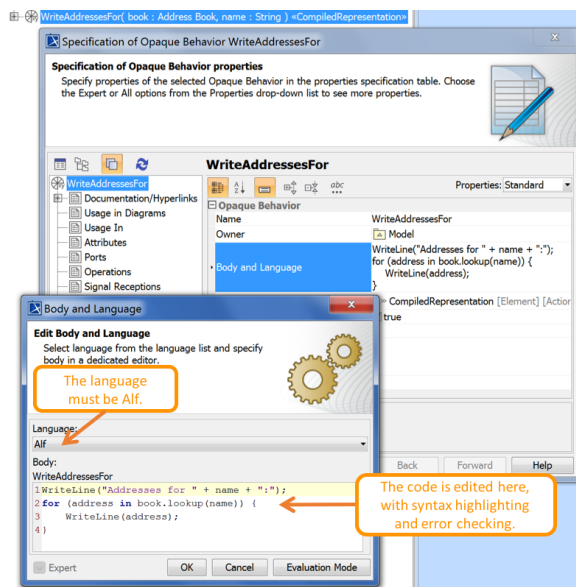 WriteAddressesFor( book : Address Book, name : String ) «CompiledRepresentation»
Specification of Opaque Behavior WriteAddressesFor
x
Specification of Opaque Behavior properties
Specify properties of the selected Opaque Behavior in the properties specification table. Choose
the Expert or All options from the Properties drop-down list to see more properties.
WriteAddressesFor
WriteAddressesFor
Documentation/Hyperlinks
Usage in Diagrams
Usage In
Attributes
Ports
Operations
Signal Receptions
Properties: Standard
Opaque Behavior
Name
WriteAddressesFor
Owner
Model
Body and Language
WriteLine("Addresses for " + name + ":");
for (address in book.lookup(name)) {
WriteLine(address);
}
» CompiledRepresentation [Element] [Action
true
Back
Forward
Help
Body and Language
x
Edit Body and Language
Select language from the language
list and specify
body in a dedicated editor.
The language
must be Alf.
Language:
Alf
Body:
WriteAddressesFor
1 WriteLine("Addresses for " + name + ":");
2 for (address in book.lookup(name)) {
3 WriteLine(address);
4 }
The code is edited here,
with syntax highlighting
and error checking.
Expert
OK
Cancel
Evaluation Mode